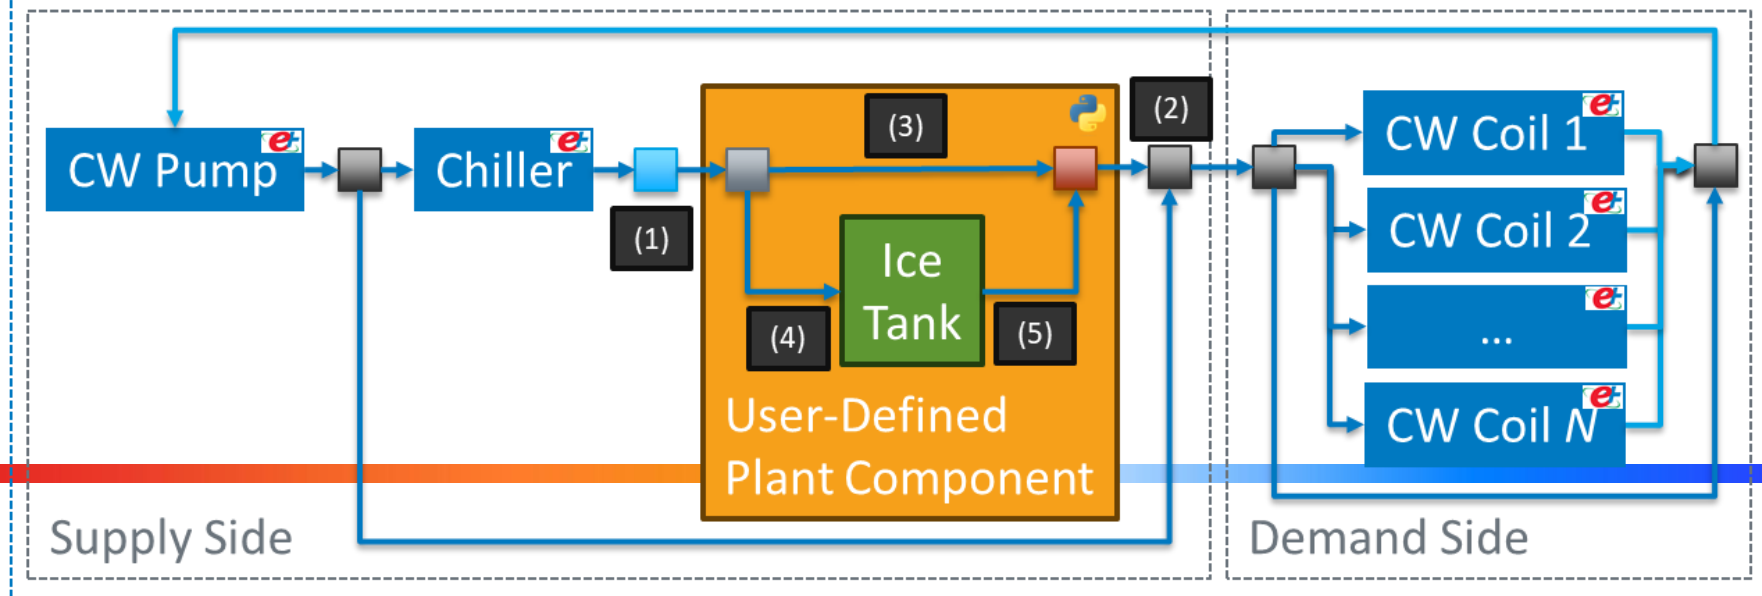 CW Pump
Chiller
(1)
(3)
(2)
Ice
Tank
(4)
(5)
User-Defined
Plant Component
Supply Side
CW Coil 1
CW Coil 2
...
CW Coil N
Demand Side